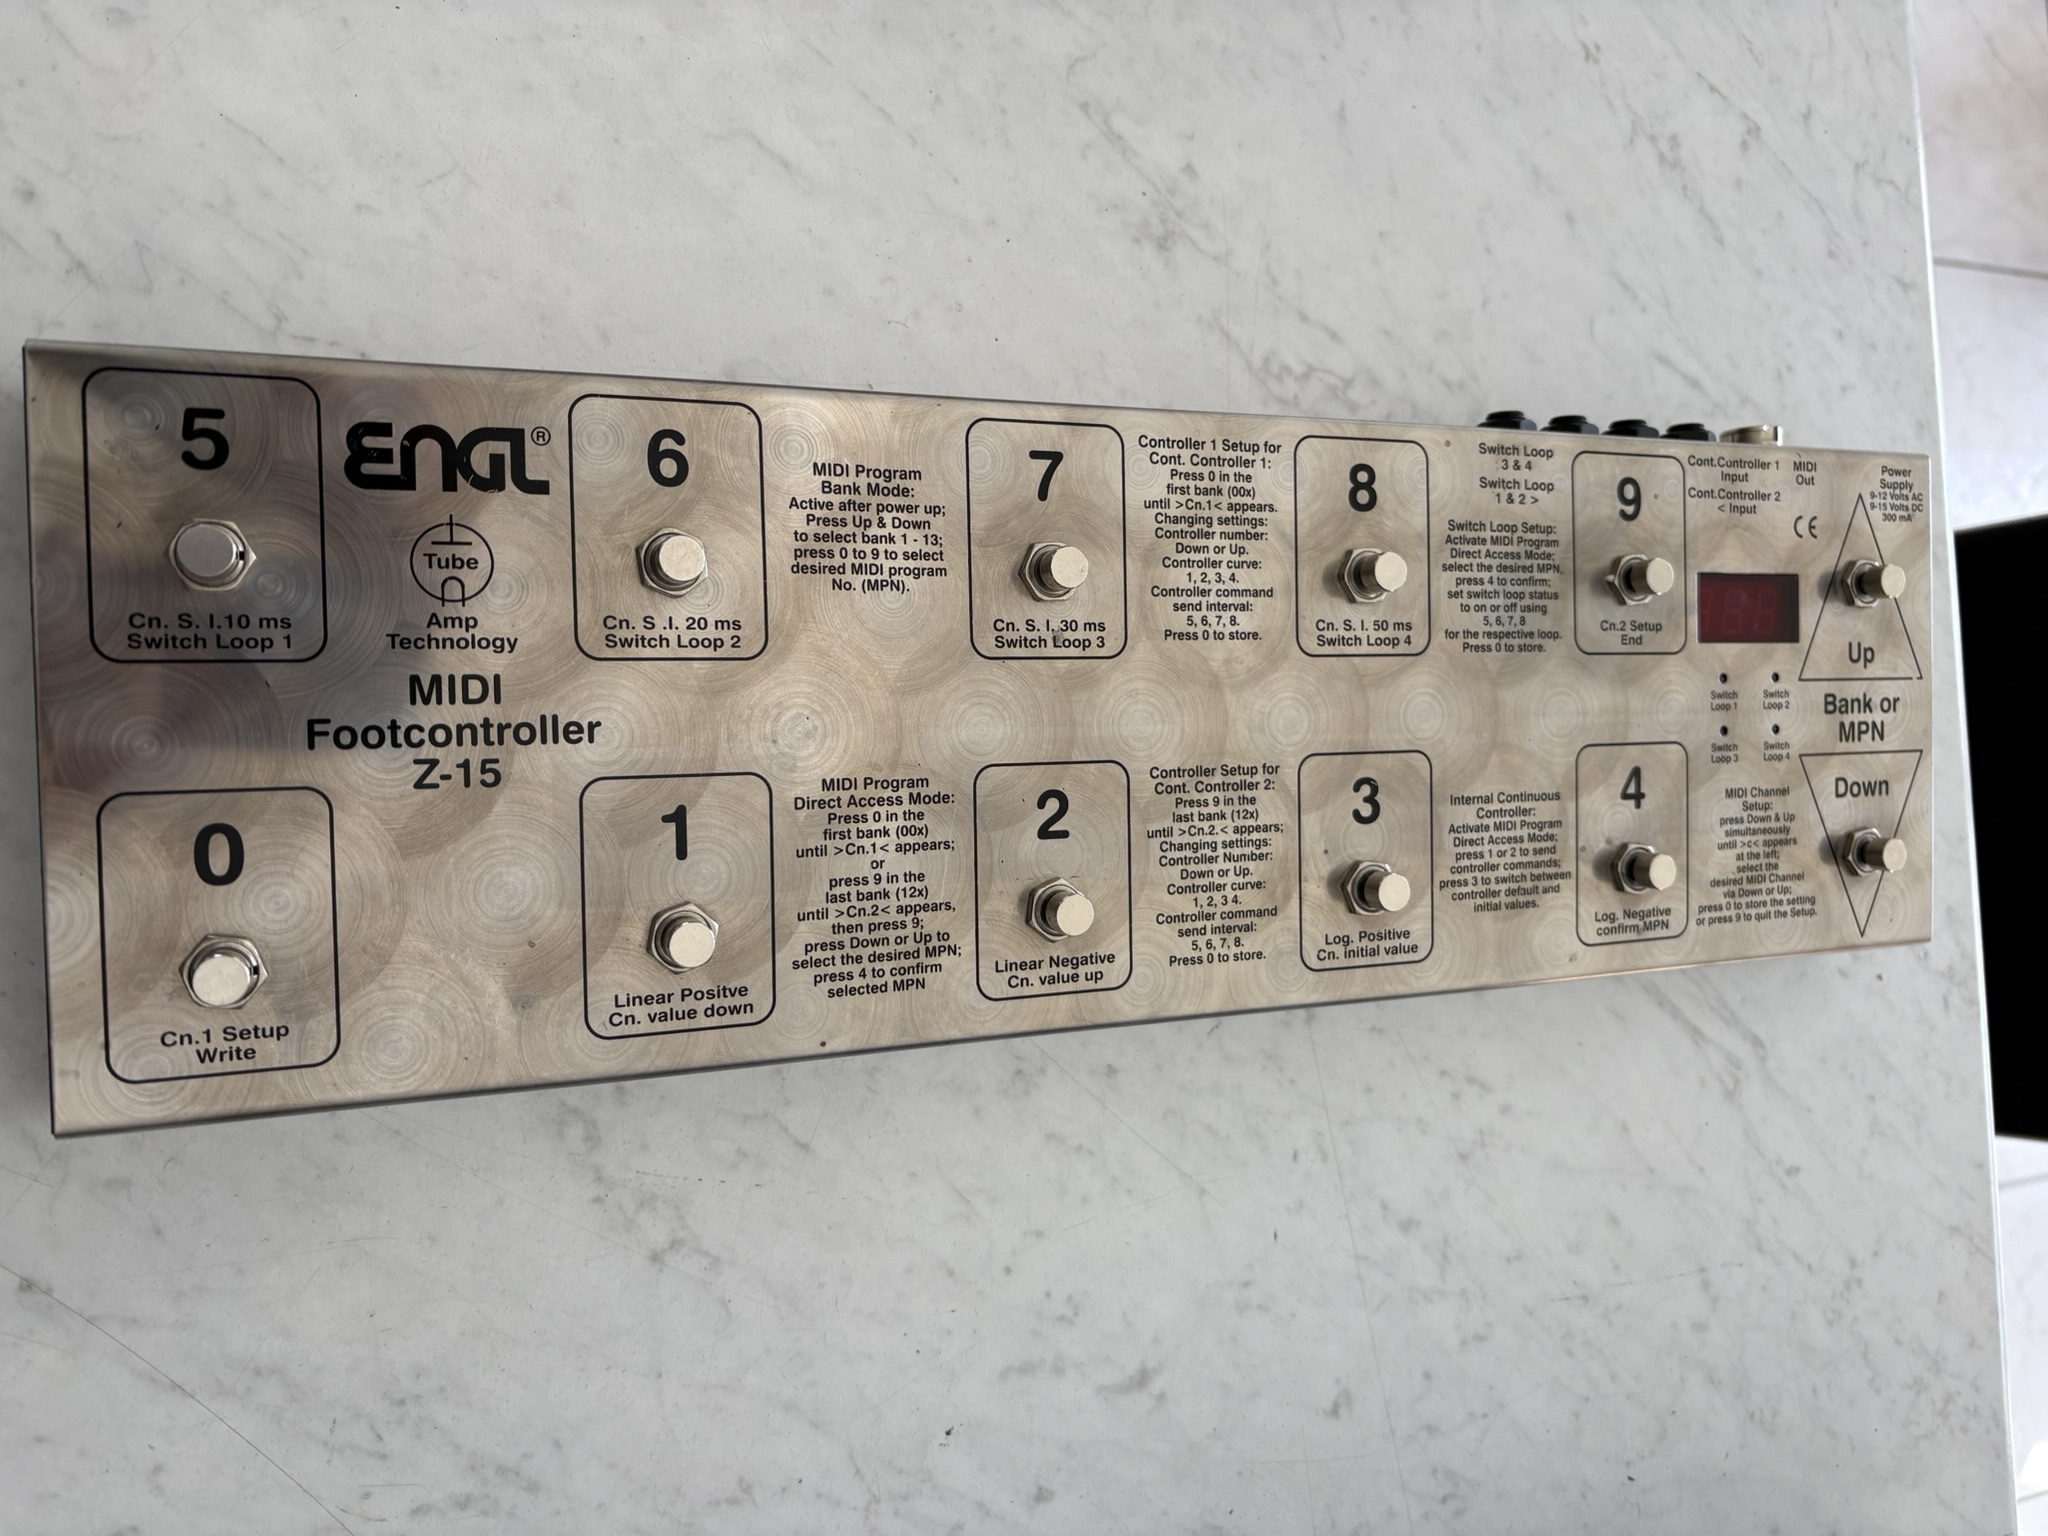 5
Cn. S. I.10 ms
Switch Loop 1
ENGL®
Tube
Amp
Technology
MIDI
Footcontroller
Z-15
6
Cn. S .I. 20 ms
Switch Loop 2
MIDI Program
Bank Mode:
Active after power up;
Press Up & Down
to select bank 1 - 13;
press 0 to 9 to select
desired MIDI program
No. (MPN).
7
Cn. S. I. 30 ms
Switch Loop 3
Controller 1 Setup for
Cont. Controller 1:
Press 0 in the
first bank (00x)
until >Cn.1< appears.
Changing settings:
Controller number:
Down or Up.
Controller curve:
1, 2, 3, 4.
Controller command
send interval:
5, 6, 7, 8.
Press 0 to store.
8
Cn. S. I. 50 ms
Switch Loop 4
Switch Loop
3 & 4
Switch Loop
1 & 2 >
Switch Loop Setup:
Activate MIDI Program
Direct Access Mode;
select the desired MPN,
press 4 to confirm;
set switch loop status
to on or off using
5, 6, 7, 8
for the respective loop.
Press 0 to store.
9
Cn.2 Setup
End
Cont.Controller 1
Input
Cont.Controller 2
< Input
MIDI
Out
CE
Power
Supply
9-12 Volts AC
9-15 Volts DC
300 mA
Up
Switch
Loop 1
Switch
Loop 2
Switch
Loop 3
Switch
Loop 4
Bank or
MPN
Down
0
Cn.1 Setup
Write
1
Linear Positve
Cn. value down
MIDI Program
Direct Access Mode:
Press 0 in the
first bank (00x)
until >Cn.1< appears;
or
press 9 in the
last bank (12x)
until >Cn.2< appears,
then press 9;
press Down or Up to
select the desired MPN;
press 4 to confirm
selected MPN
2
Linear Negative
Cn. value up
Controller Setup for
Cont. Controller 2:
Press 9 in the
last bank (12x)
until >Cn.2.< appears;
Changing settings:
Controller Number:
Down or Up.
Controller curve:
1, 2, 3 4.
Controller command
send interval:
5, 6, 7, 8.
Press 0 to store.
3
Log. Positive
Cn. initial value
Internal Continuous
Controller:
Activate MIDI Program
Direct Access Mode;
press 1 or 2 to send
controller commands;
press 3 to switch between
controller default and
initial values.
4
Log. Negative
confirm MPN
MIDI Channel
Setup:
press Down & Up
simultaneously
until >c< appears
at the left;
select the
desired MIDI Channel
via Down or Up;
press 0 to store the setting
or press 9 to quit the Setup.